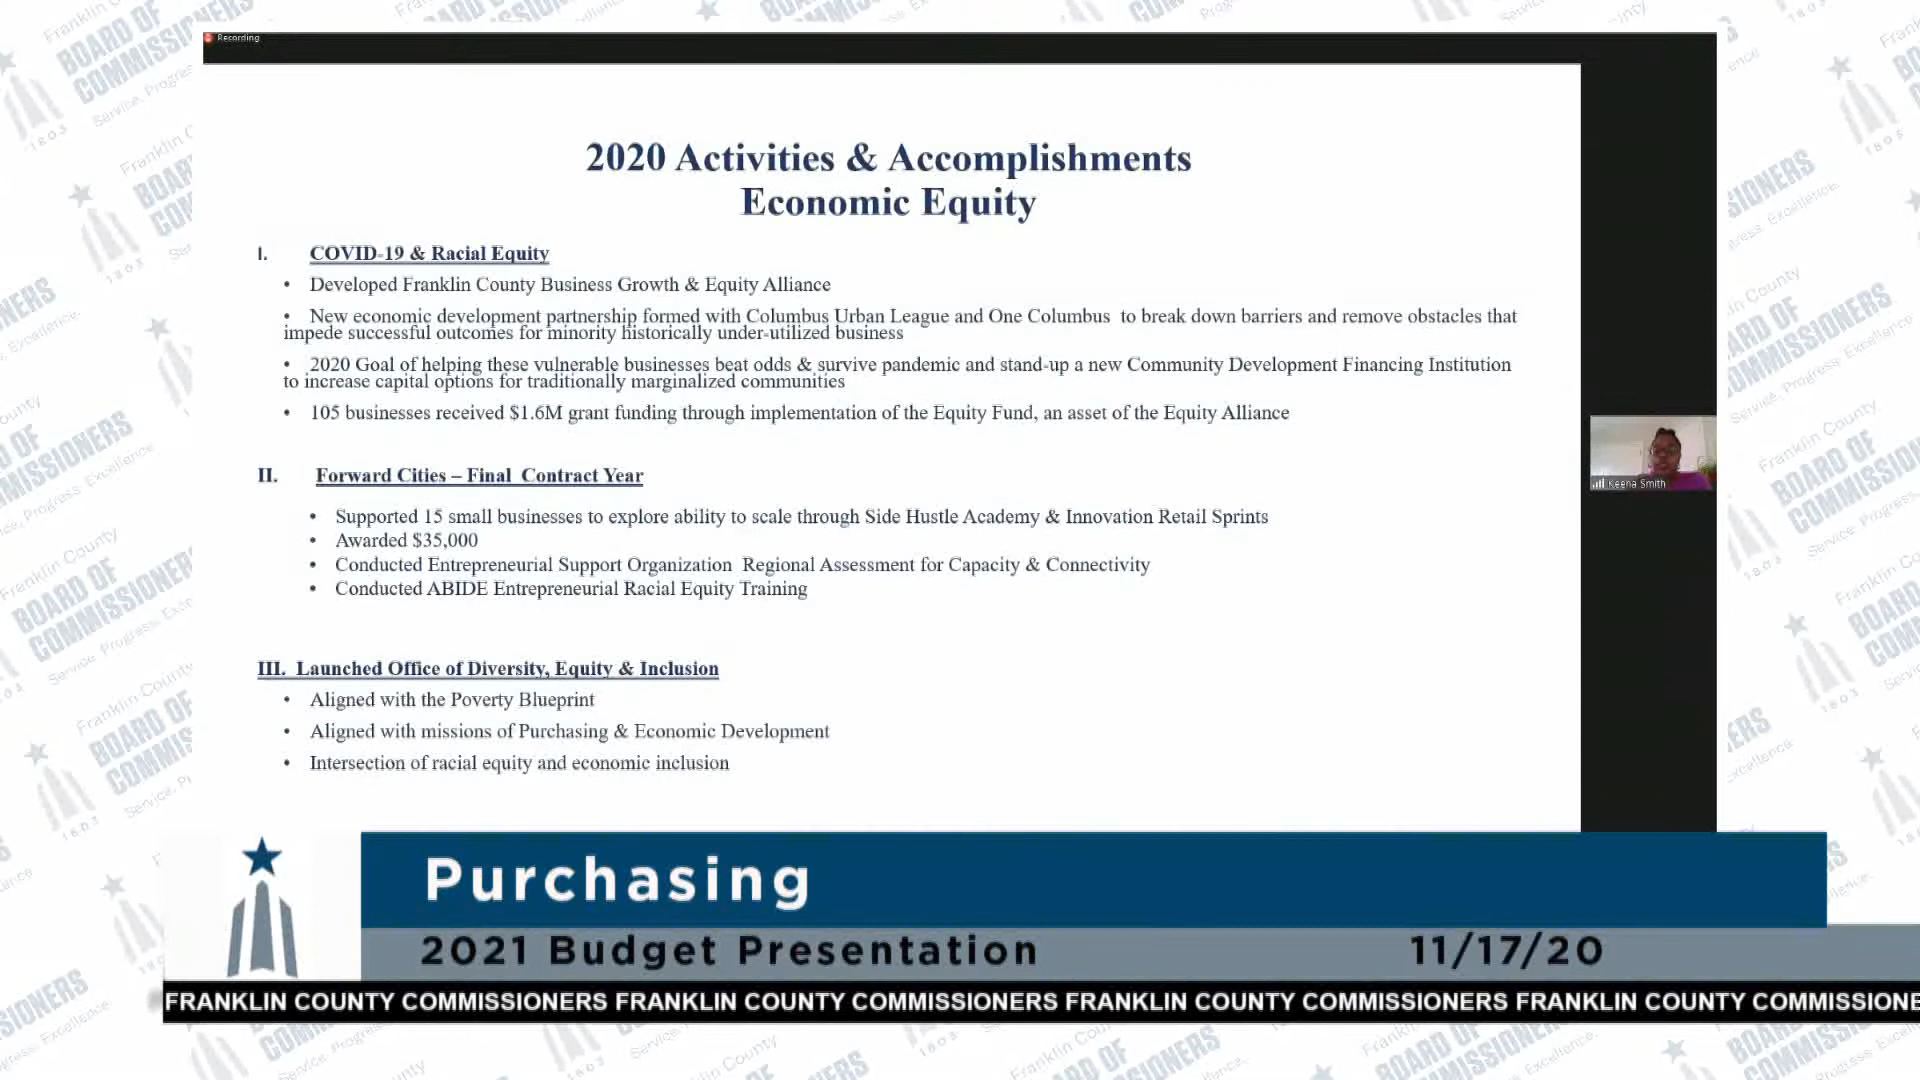 Recording
2020 Activities & Accomplishments
Economic Equity
I. COVID-19 & Racial Equity
• Developed Franklin County Business Growth & Equity Alliance
• New economic development partnership formed with Columbus Urban League and One Columbus to break down barriers and remove obstacles that
impede successful outcomes for minority historically under-utilized business
• 2020 Goal of helping these vulnerable businesses beat odds & survive pandemic and stand-up a new Community Development Financing Institution
to increase capital options for traditionally marginalized communities
• 105 businesses received $1.6M grant funding through implementation of the Equity Fund, an asset of the Equity Alliance
II. Forward Cities – Final Contract Year
• Supported 15 small businesses to explore ability to scale through Side Hustle Academy & Innovation Retail Sprints
• Awarded $35,000
• Conducted Entrepreneurial Support Organization Regional Assessment for Capacity & Connectivity
• Conducted ABIDE Entrepreneurial Racial Equity Training
III. Launched Office of Diversity, Equity & Inclusion
• Aligned with the Poverty Blueprint
• Aligned with missions of Purchasing & Economic Development
• Intersection of racial equity and economic inclusion
Keena Smith
Purchasing
2021 Budget Presentation 11/17/20
FRANKLIN COUNTY COMMISSIONERS FRANKLIN COUNTY COMMISSIONERS FRANKLIN COUNTY COMMISSIONERS FRANKLIN COUNTY COMMISSIONE